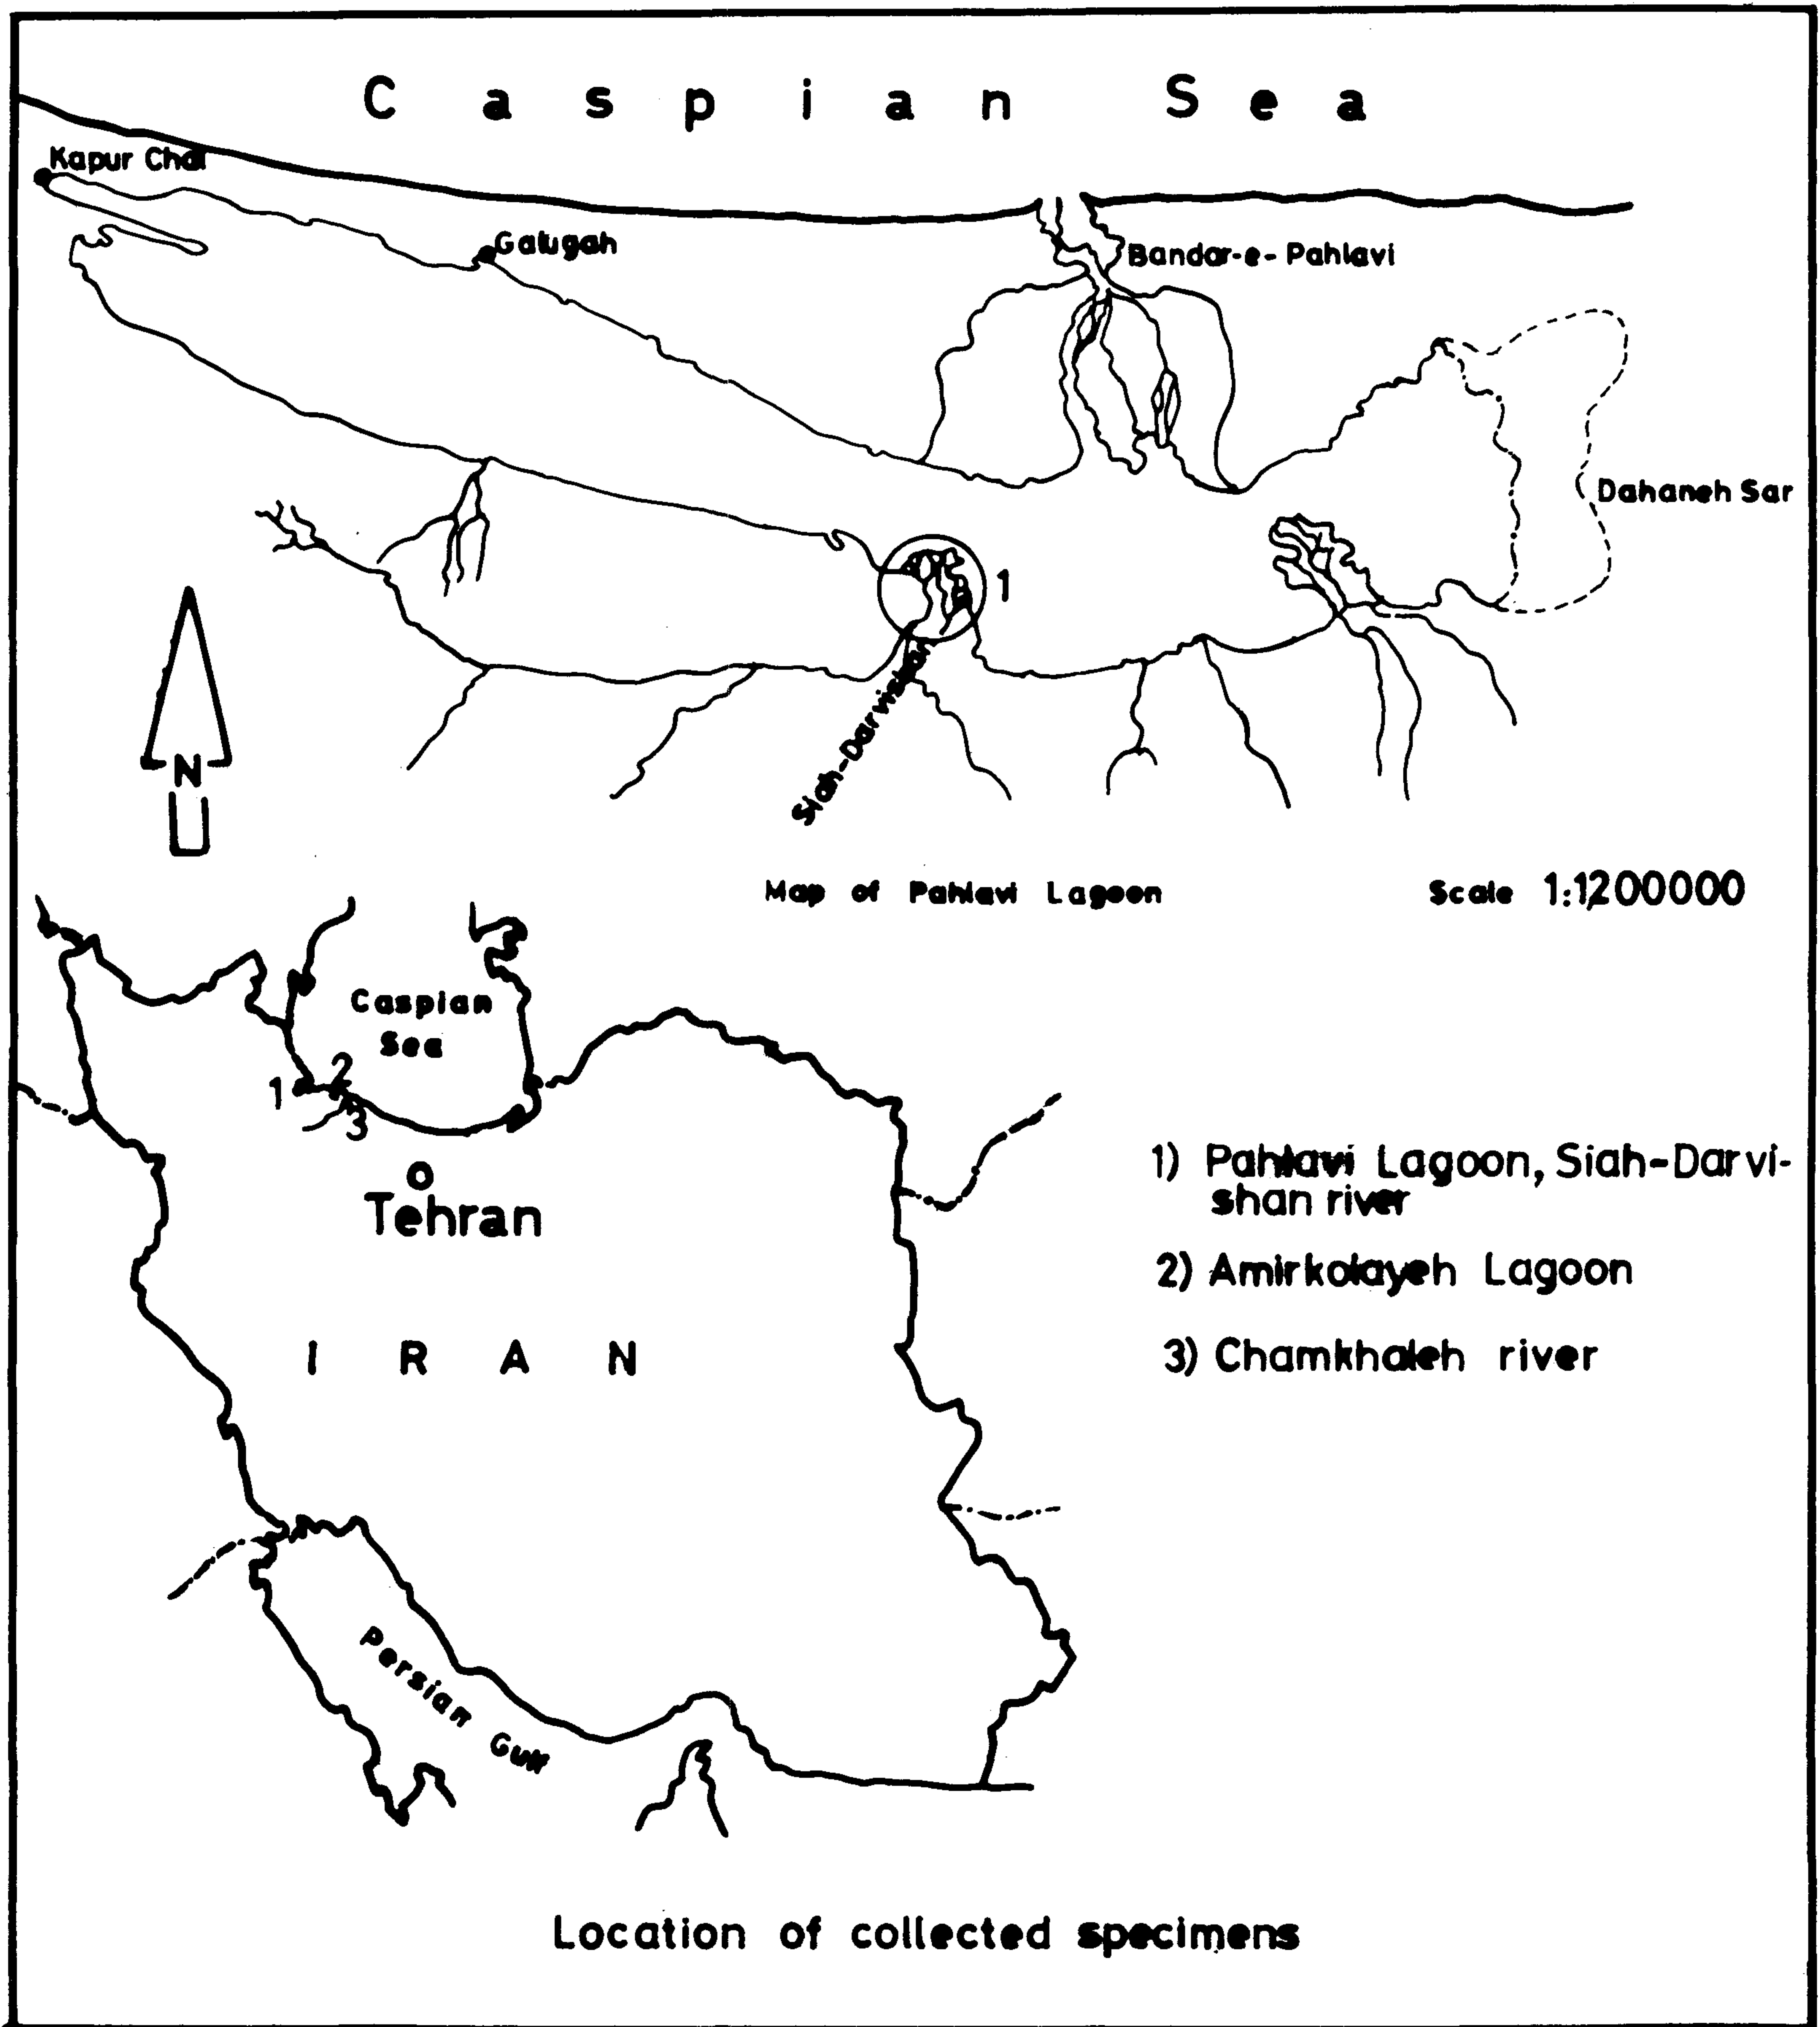 Caspian Sea
Kapur Chal
Galugah
Bandar-e-Pahlavi
Dahaneh Sar
1
Siah-Darvishan
N
Map of Pahlavi Lagoon
Scale 1:1,200000
Caspian
Sea
1
2
3
Tehran
1) Pahlavi Lagoon, Siah-Darvi-
shan river
2) Amirkolayeh Lagoon
3) Chamkhaleh river
IRAN
Persian Gulf
Location of collected specimens